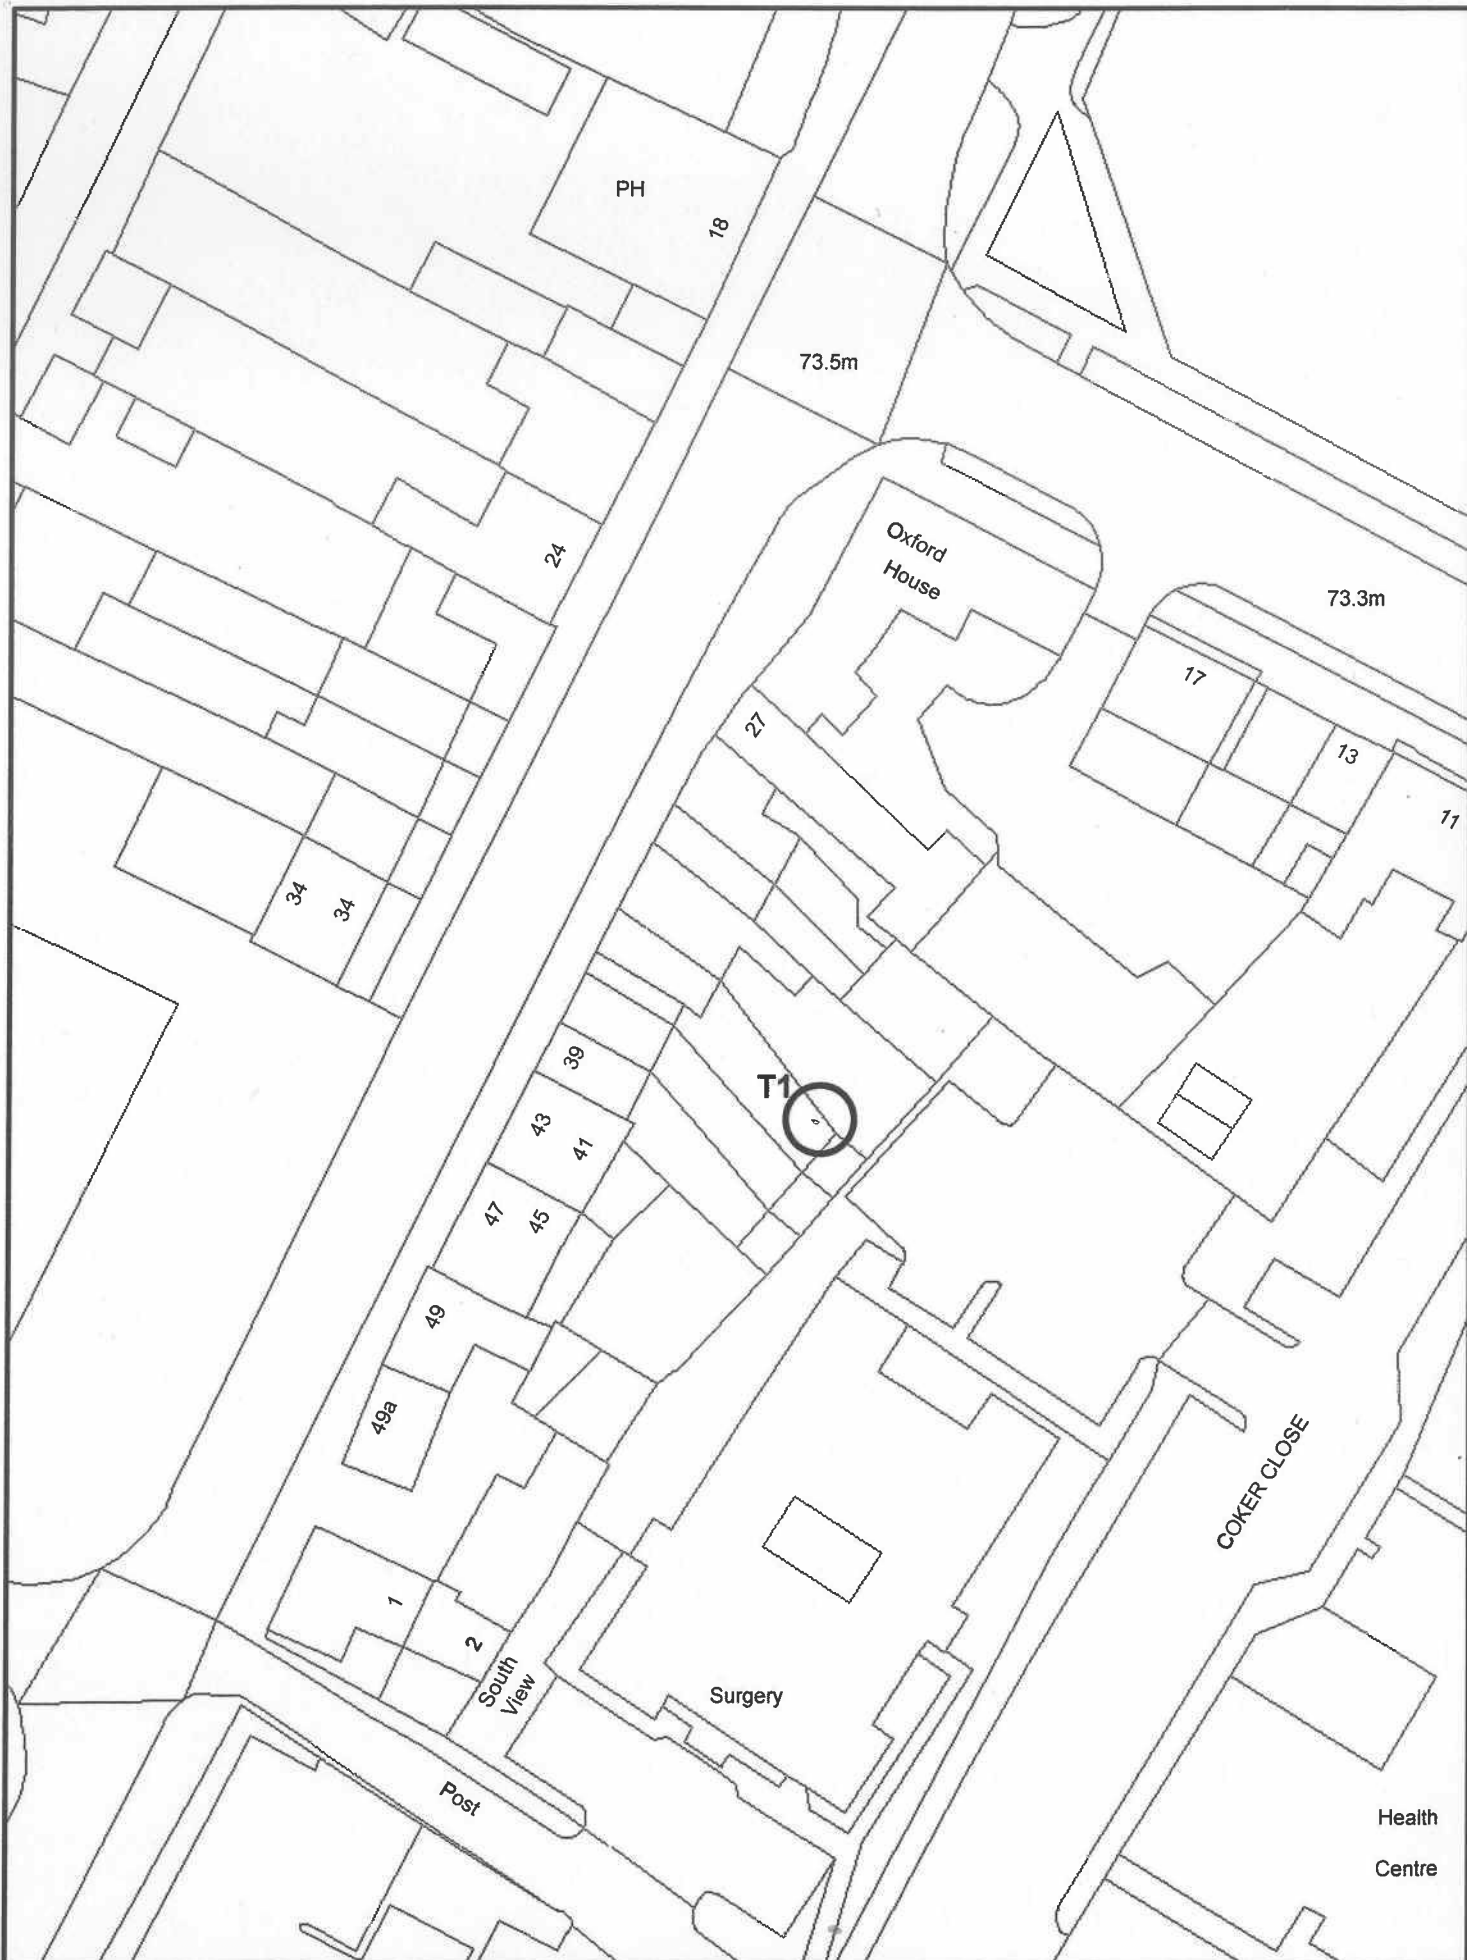 PH
18
73.5m
Oxford
House
24
73.3m
17
27
13
11
34
34
39
T1
43
41
47
45
49
49a
COKER CLOSE
1
2
South
View
Surgery
Post
Health
Centre